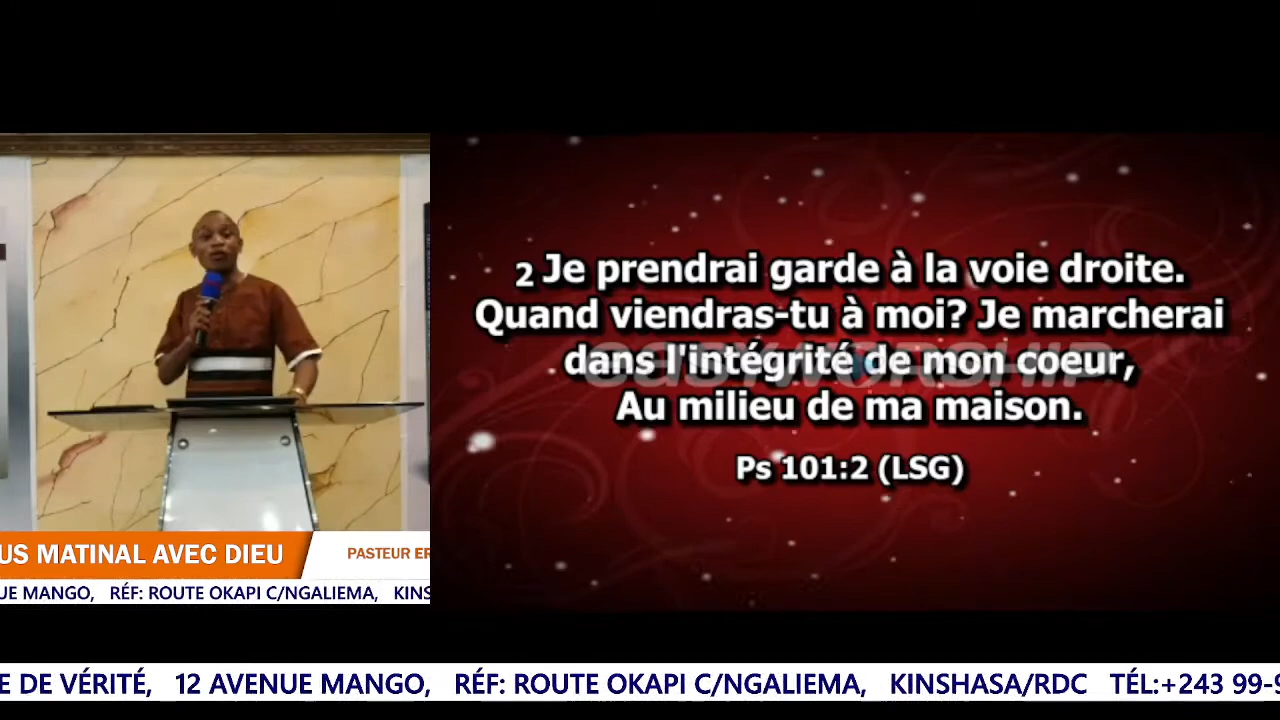 2 Je prendrai garde à la voie droite.
Quand viendras-tu à moi? Je marcherai
dans l'intégrité de mon coeur,
Au milieu de ma maison.
Ps 101:2 (LSG)
US MATINAL AVEC DIEU
PASTEUR ER
UE MANGO, RÉF: ROUTE OKAPI C/NGALIEMA, KINS
E DE VÉRITÉ, 12 AVENUE MANGO, RÉF: ROUTE OKAPI C/NGALIEMA, KINSHASA/RDC TÉL:+243 99-9